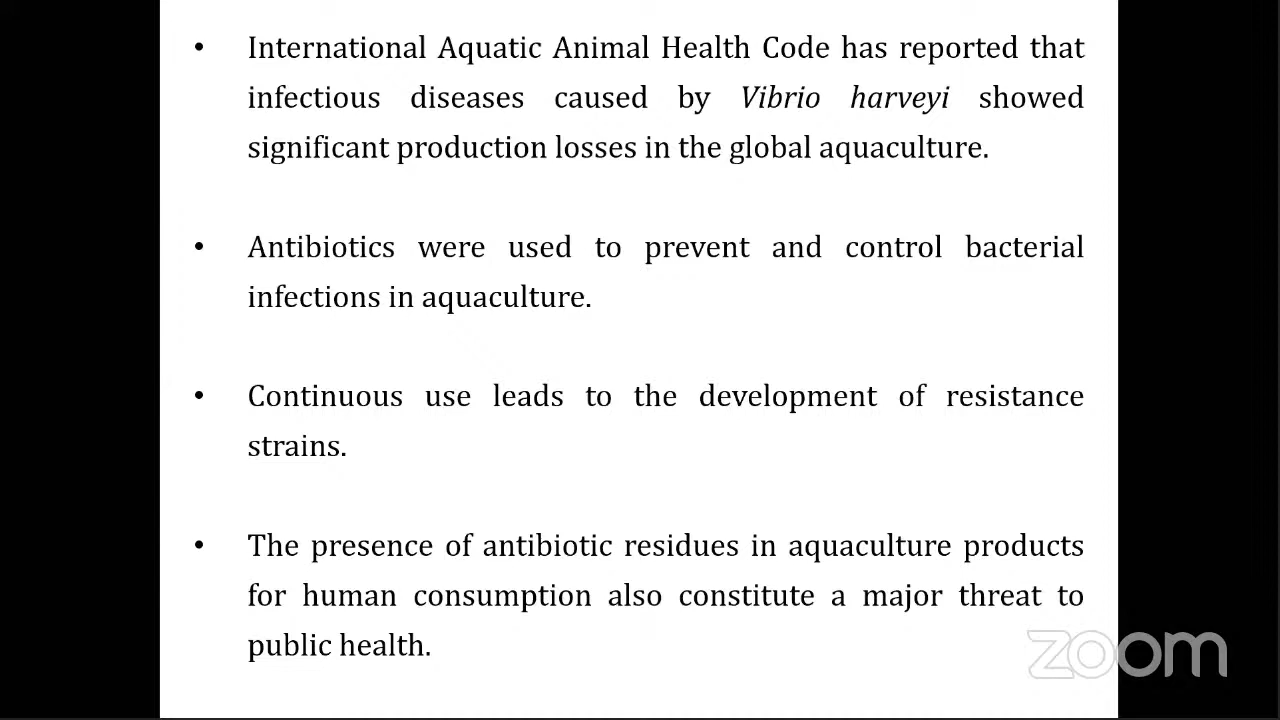 • International Aquatic Animal Health Code has reported that
infectious diseases caused by Vibrio harveyi showed
significant production losses in the global aquaculture.
• Antibiotics were used to prevent and control bacterial
infections in aquaculture.
• Continuous use leads to the development of resistance
strains.
• The presence of antibiotic residues in aquaculture products
for human consumption also constitute a major threat to
public health.
zoom